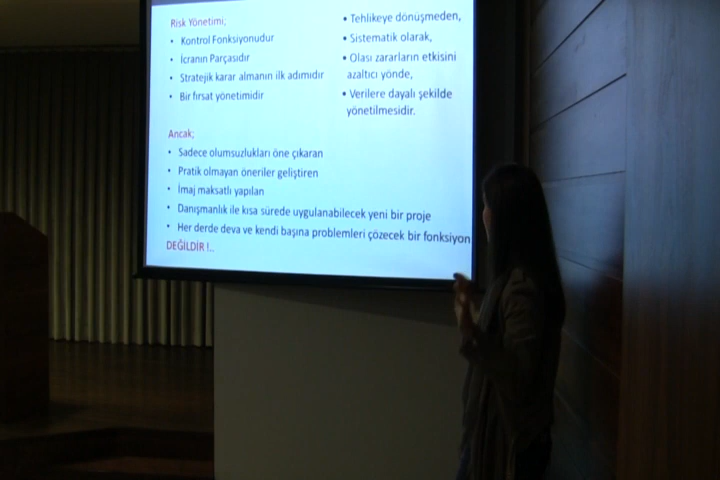 Risk Yönetimi;
• Kontrol Fonksiyonudur
• İcranın Parçasıdır
• Stratejik karar almanın ilk adımıdır
• Bir fırsat yönetimidir
• Tehlikeye dönüşmeden,
• Sistematik olarak,
• Olası zararların etkisini
azaltıcı yönde,
• Verilere dayalı şekilde
yönetilmesidir.
Ancak;
• Sadece olumsuzlukları öne çıkaran
• Pratik olmayan öneriler geliştiren
• İmaj maksatlı yapılan
• Danışmanlık ile kısa sürede uygulanabilecek yeni bir proje
• Her derde deva ve kendi başına problemleri çözecek bir fonksiyon
DEĞİLDİR !..